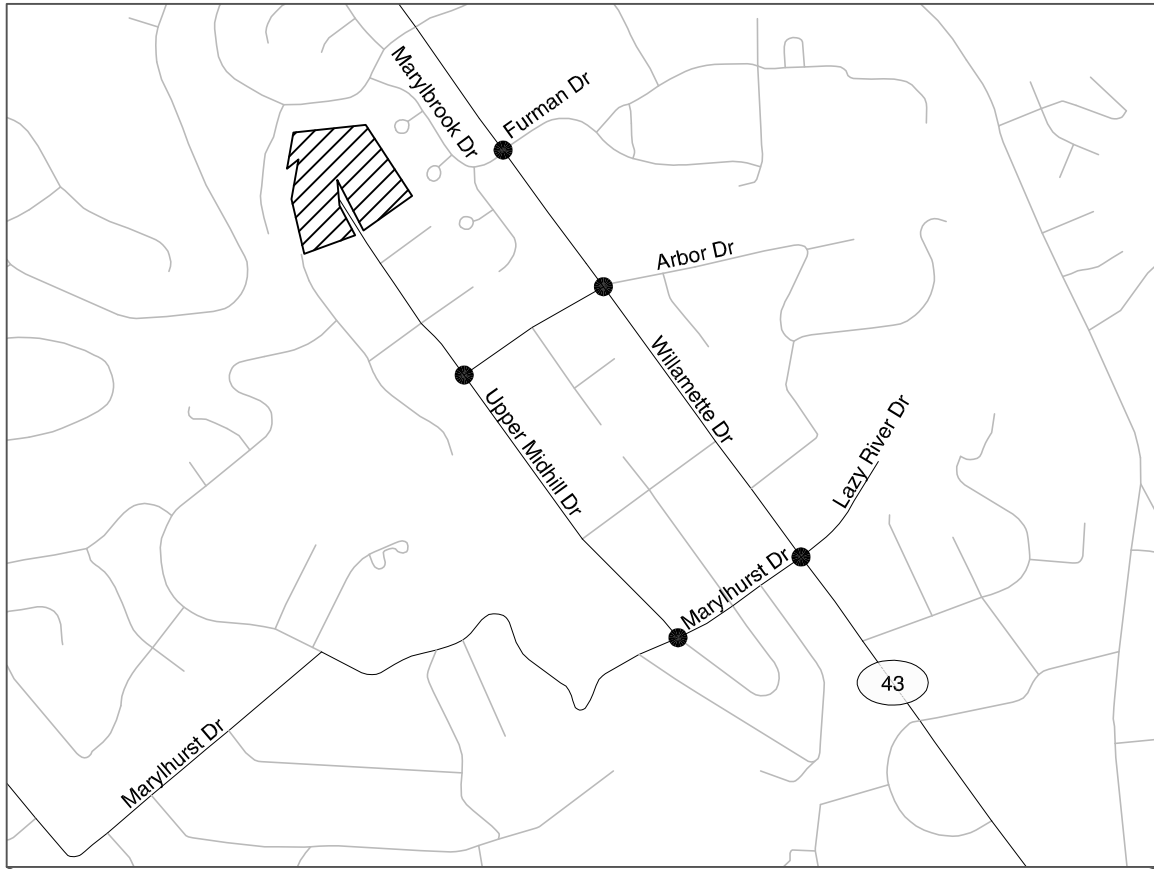 Marylbrook Dr
Furman Dr
Arbor Dr
Willamette Dr
Upper Midhill Dr
Lazy River Dr
Marylhurst Dr
43
Marylhurst Dr